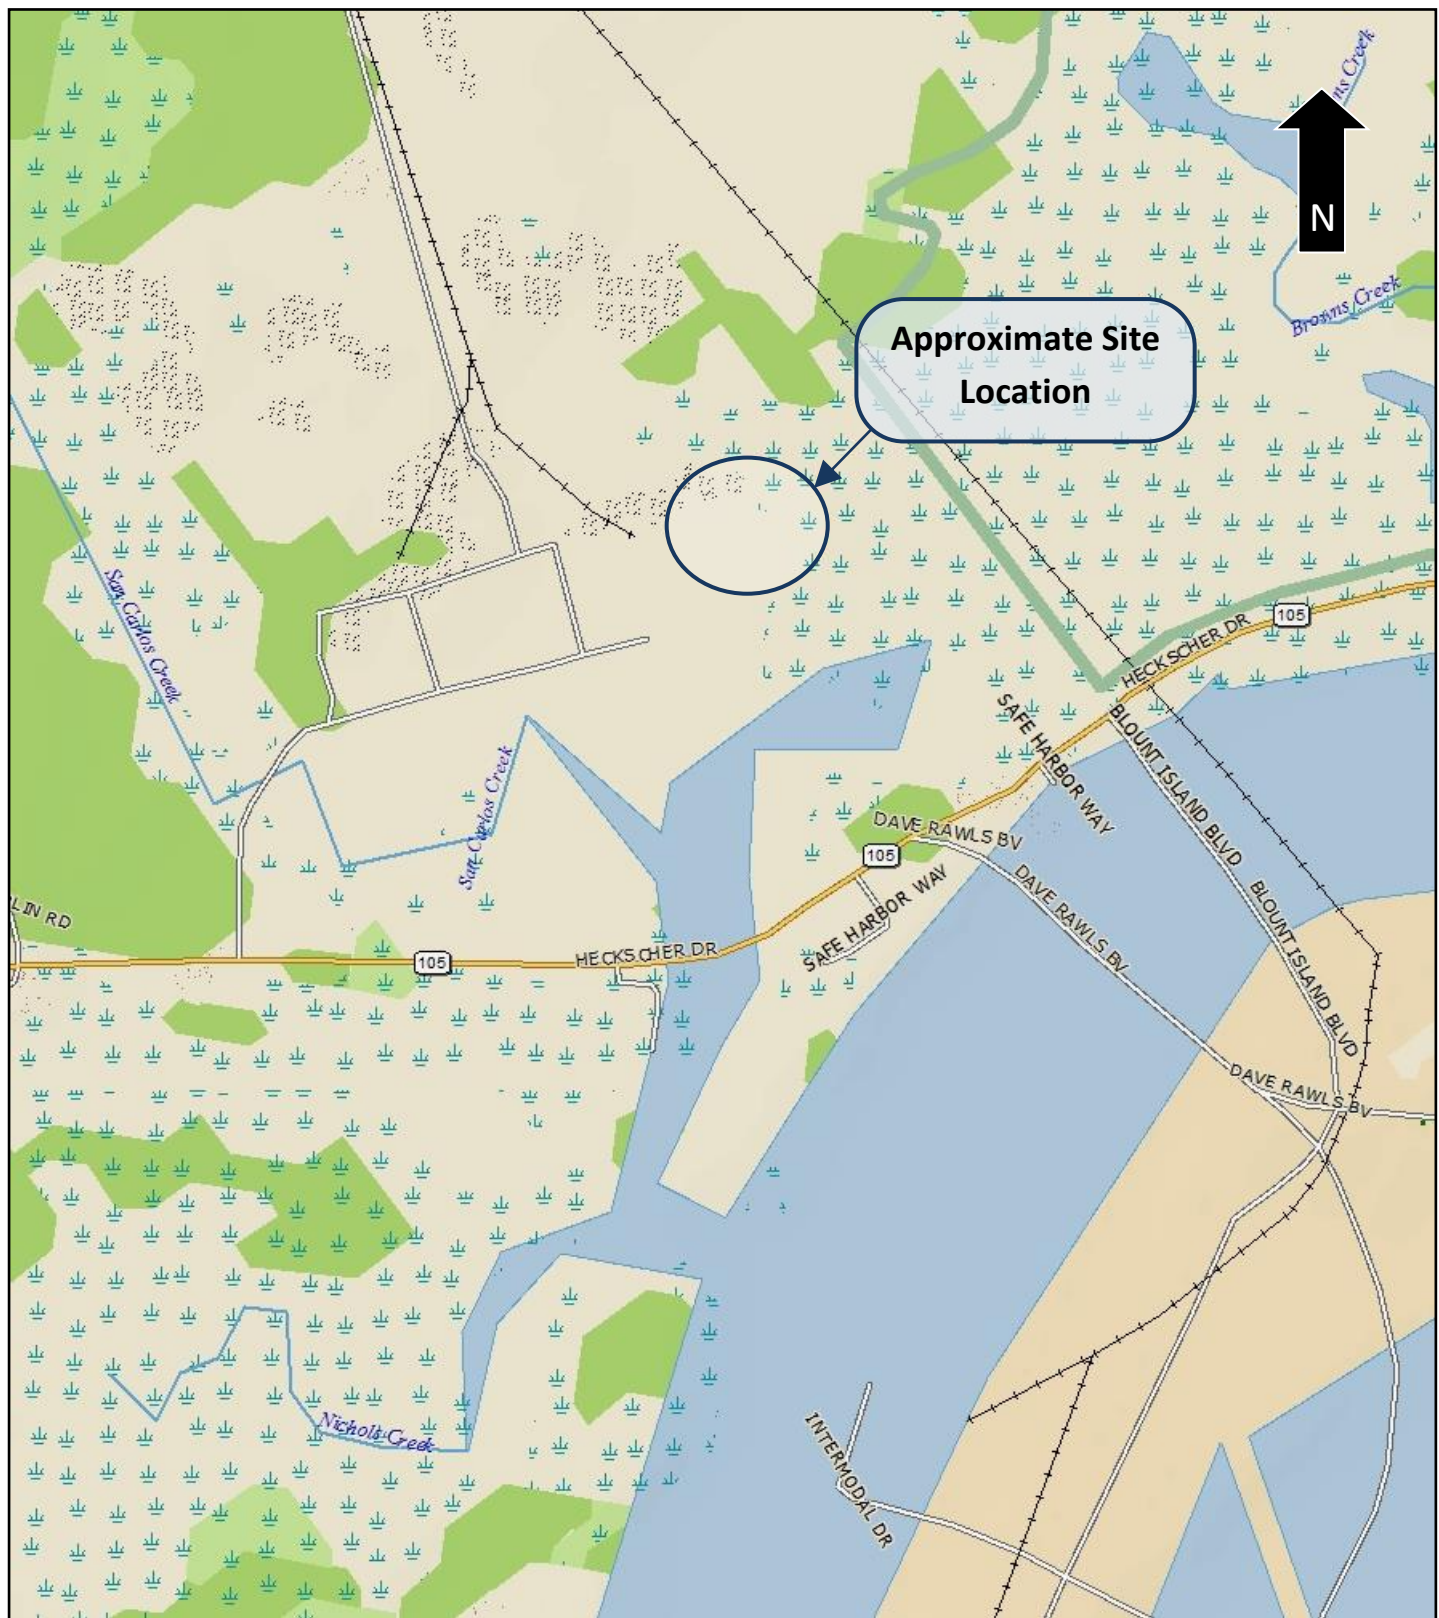 ns Creek
N
Browns Creek
Approximate Site
Location
105
HECKSCHER DR
San Carlos Creek
SAFE HARBOR WAY
BLOUNT ISLAND BLVD
San Carlos Creek
DAVE RAWLS BV
105
DAVE RAWLS BV
BLOUNT ISLAND BLVD
SAFE HARBOR WAY
LIN RD
105
HECKSCHER DR
DAVE RAWLS BV
Nichols Creek
INTERMODAL DR